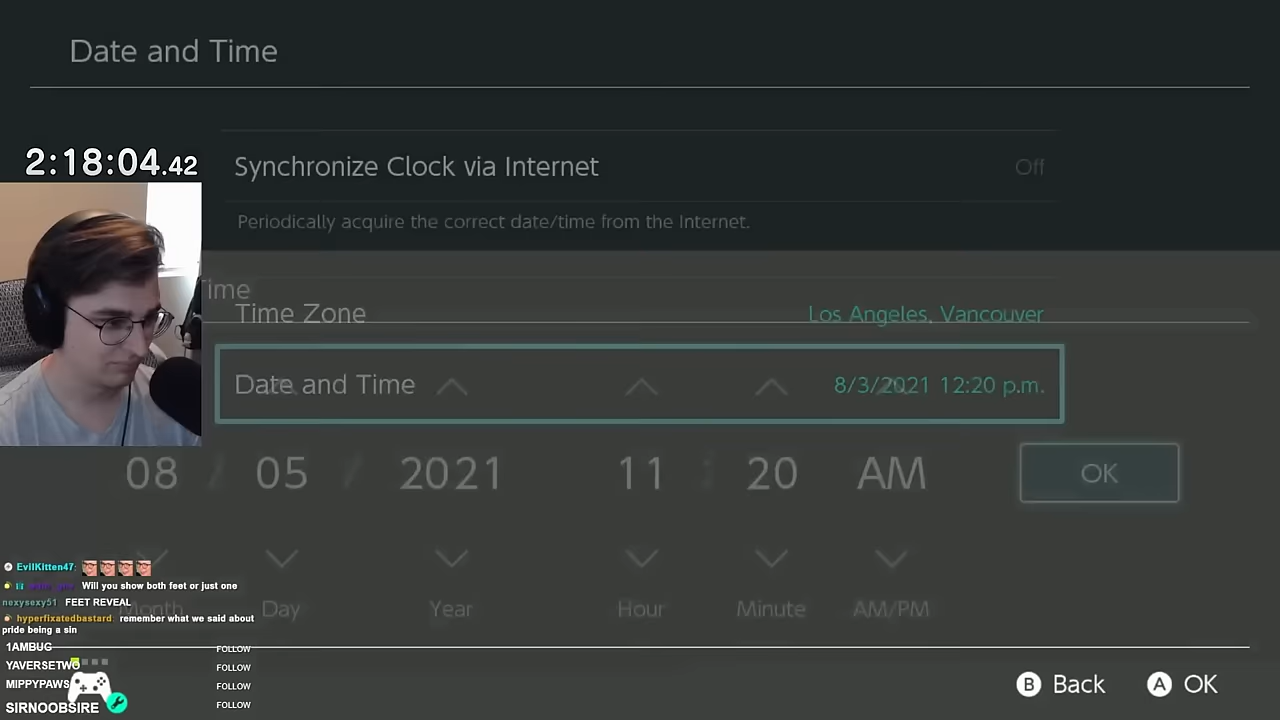 Date and Time
2:18:04.42
Synchronize Clock via Internet Off
Periodically acquire the correct date/time from the Internet.
Time
Time Zone Los Angeles, Vancouver
Date and Time 8/3/2021 12:20 p.m.
08 / 05 / 2021 11 : 20 AM OK
EvilKitten47:
Will you show both feet or just one
nexysexy51 FEET REVEAL
Month Day Year Hour Minute AM/PM
hyperfixatedbastard: remember what we said about
pride being a sin
1AMBUG FOLLOW
YAVERSETWO FOLLOW
MIPPYPAWS FOLLOW
SIRNOOBSIRE FOLLOW
B Back A OK